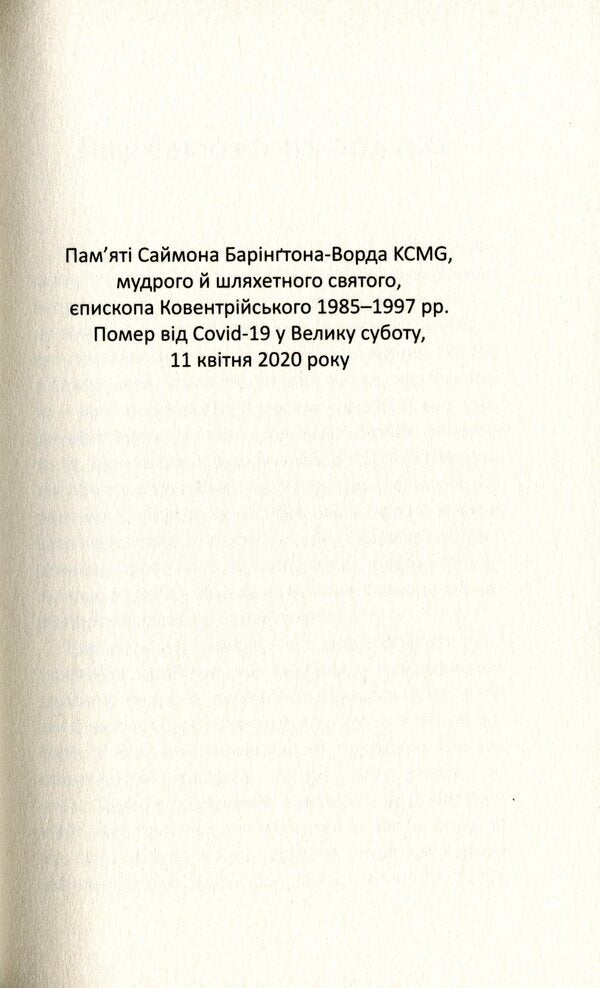 Пам’яті Саймона Барінґтона-Ворда KCMG,
мудрого й шляхетного святого,
єпископа Ковентрійського 1985–1997 рр.
Помер від Covid-19 у Велику суботу,
11 квітня 2020 року